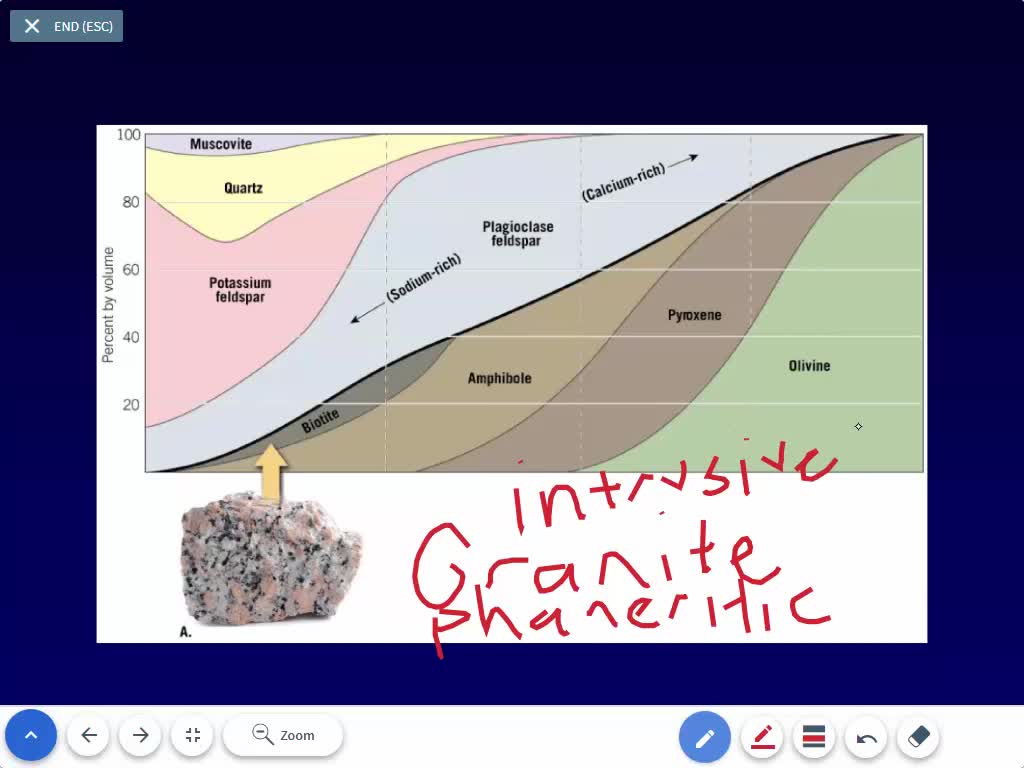 END (ESC)
100
80
60
40
20
Percent by volume
Muscovite
Quartz
Potassium
feldspar
(Sodium-rich)
Plagioclase
feldspar
(Calcium-rich)
Biotite
Amphibole
Pyroxene
Olivine
A.
intrusive
Granite
phaneritic
Zoom